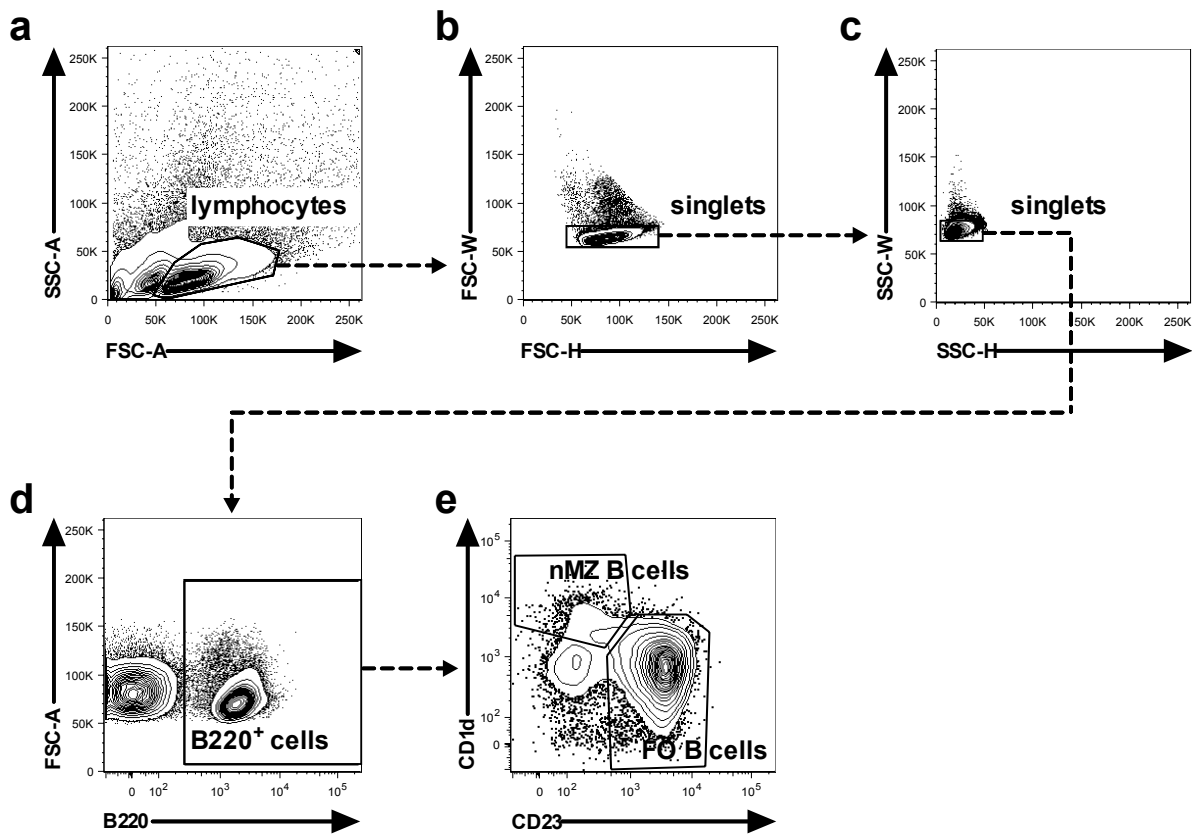 a
250K
200K
150K
100K
50K
0
SSC-A
lymphocytes
0 50K 100K 150K 200K 250K
FSC-A
b
250K
200K
150K
100K
50K
0
FSC-W
singlets
0 50K 100K 150K 200K 250K
FSC-H
c
250K
200K
150K
100K
50K
0
SSC-W
singlets
0 50K 100K 150K 200K 250K
SSC-H
d
250K
200K
150K
100K
50K
0
FSC-A
B220⁺ cells
0 10² 10³ 10⁴ 10⁵
B220
e
10⁵
10⁴
10³
10²
0
CD1d
nMZ B cells
FO B cells
0 10² 10³ 10⁴ 10⁵
CD23